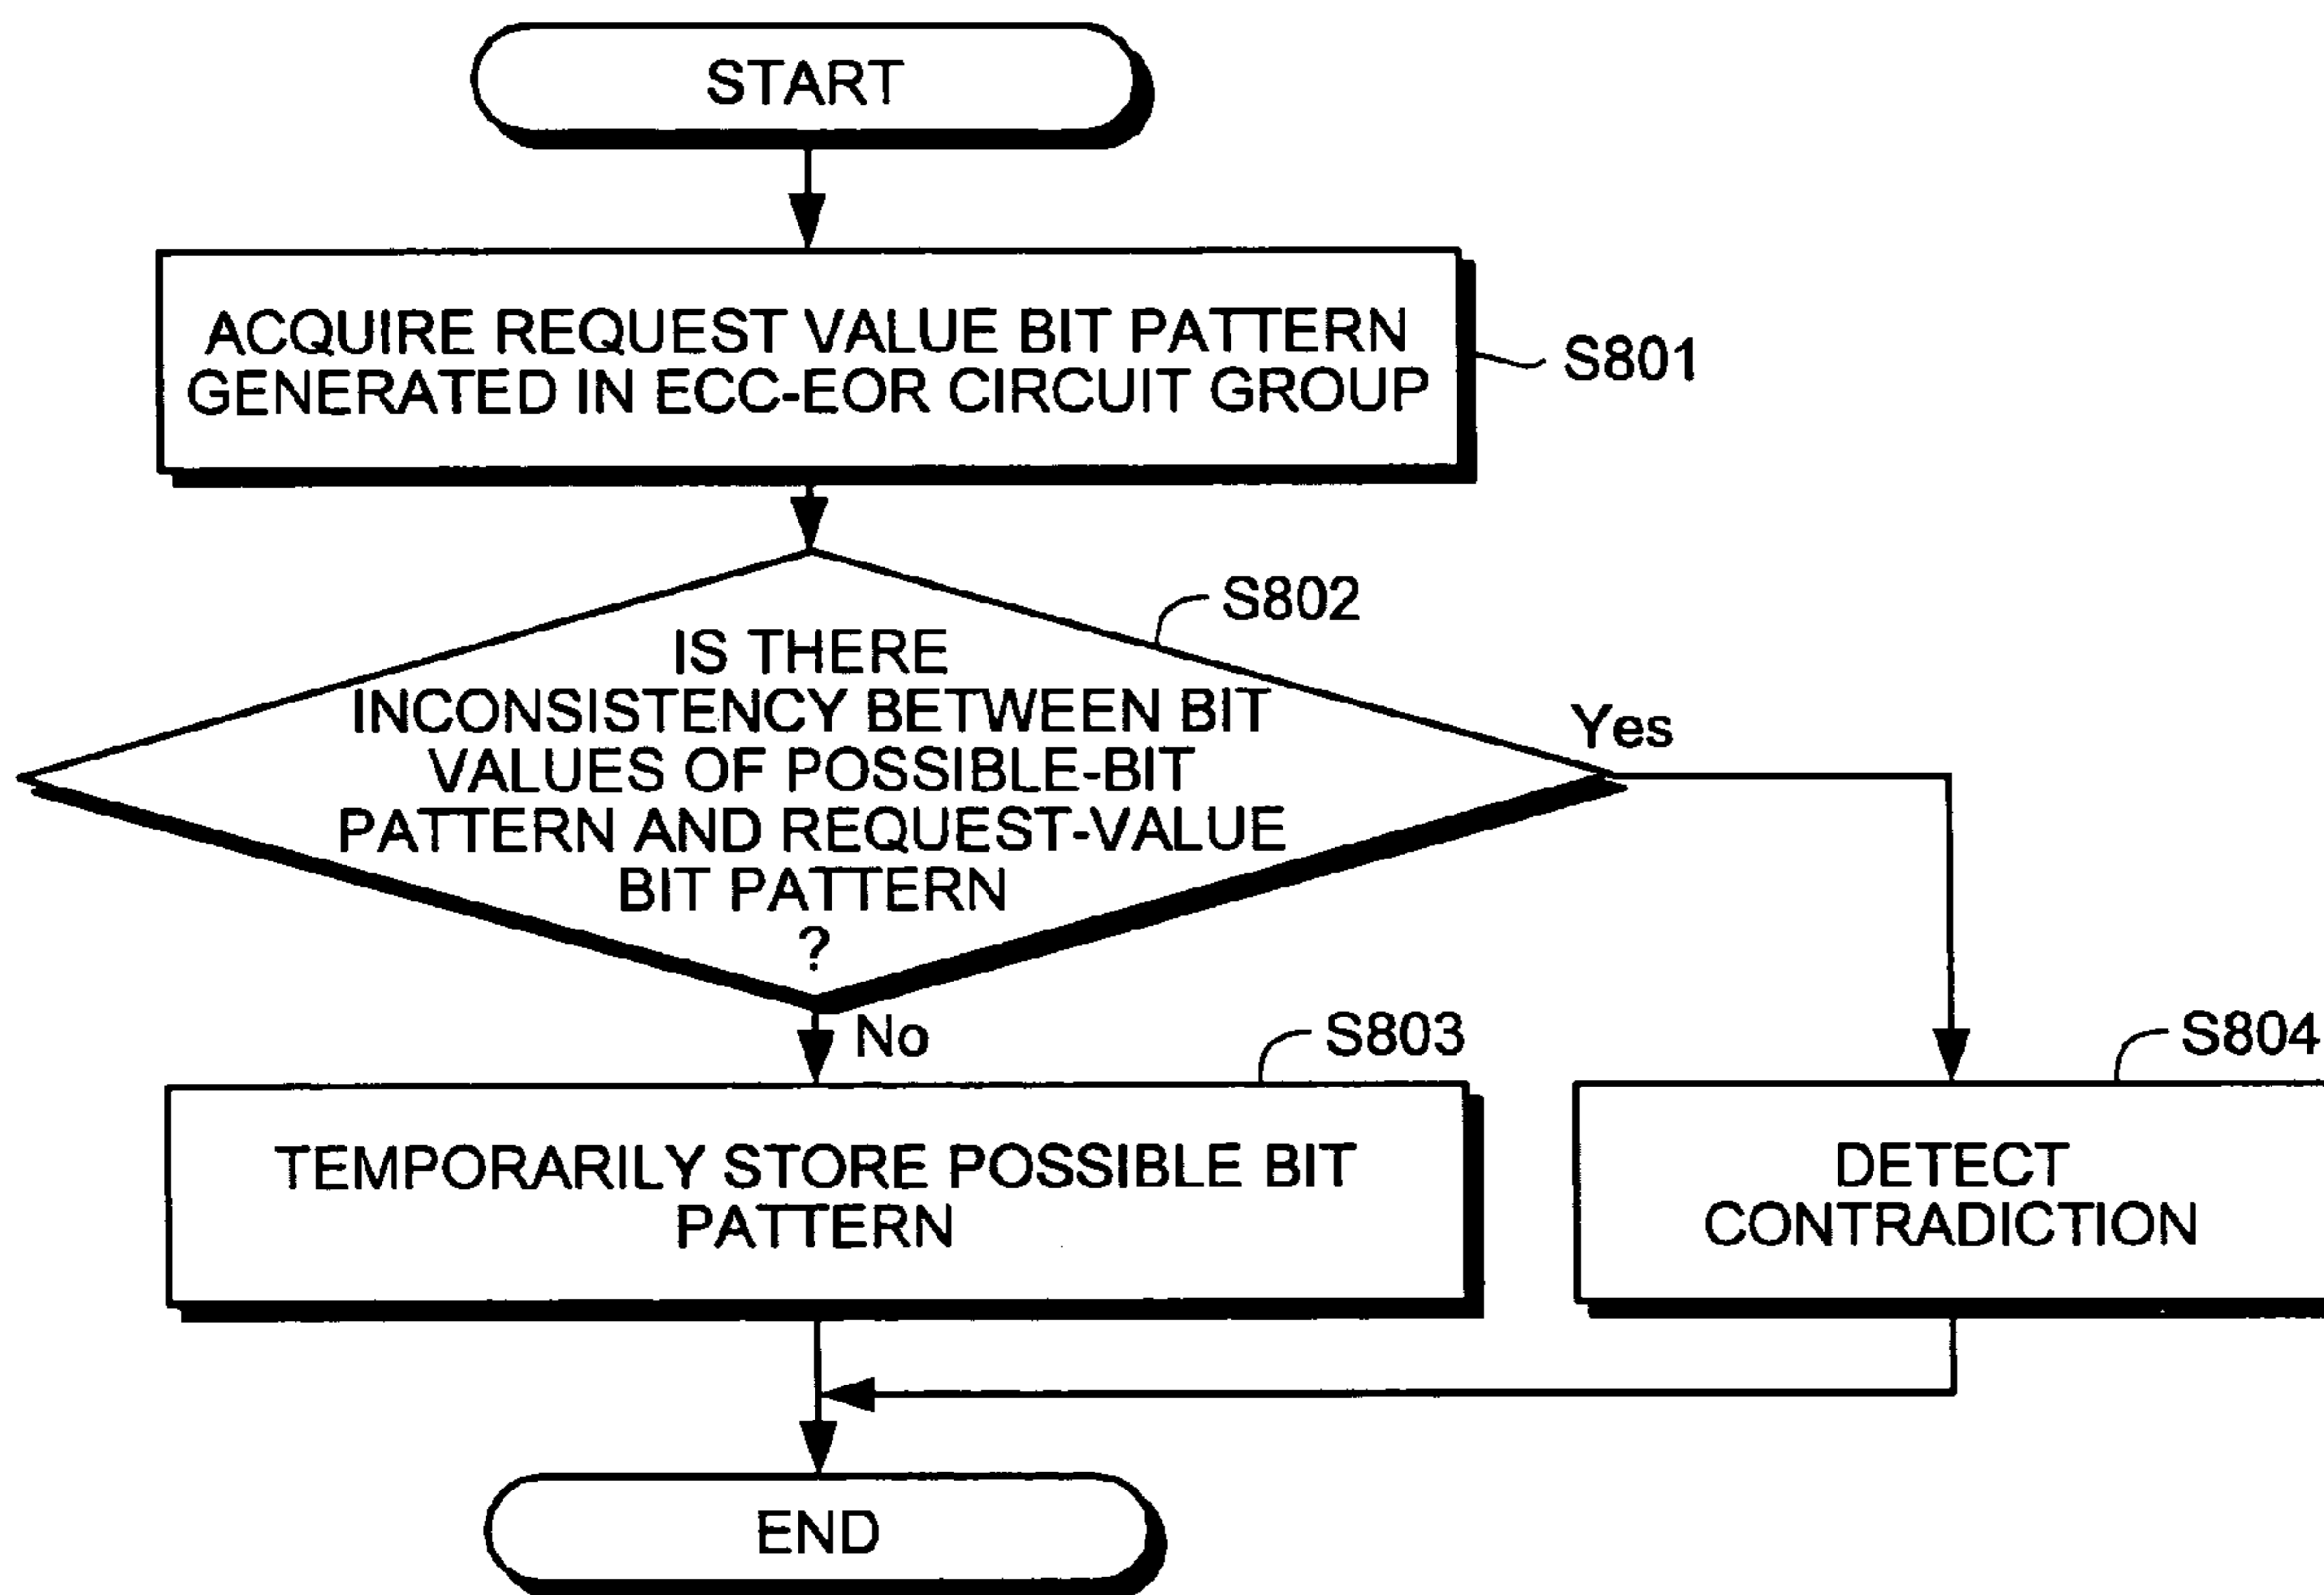 START
ACQUIRE REQUEST VALUE BIT PATTERN
GENERATED IN ECC-EOR CIRCUIT GROUP
S801
S802
IS THERE
INCONSISTENCY BETWEEN BIT
VALUES OF POSSIBLE-BIT
PATTERN AND REQUEST-VALUE
BIT PATTERN
?
Yes
No
S803
S804
TEMPORARILY STORE POSSIBLE BIT
PATTERN
DETECT
CONTRADICTION
END